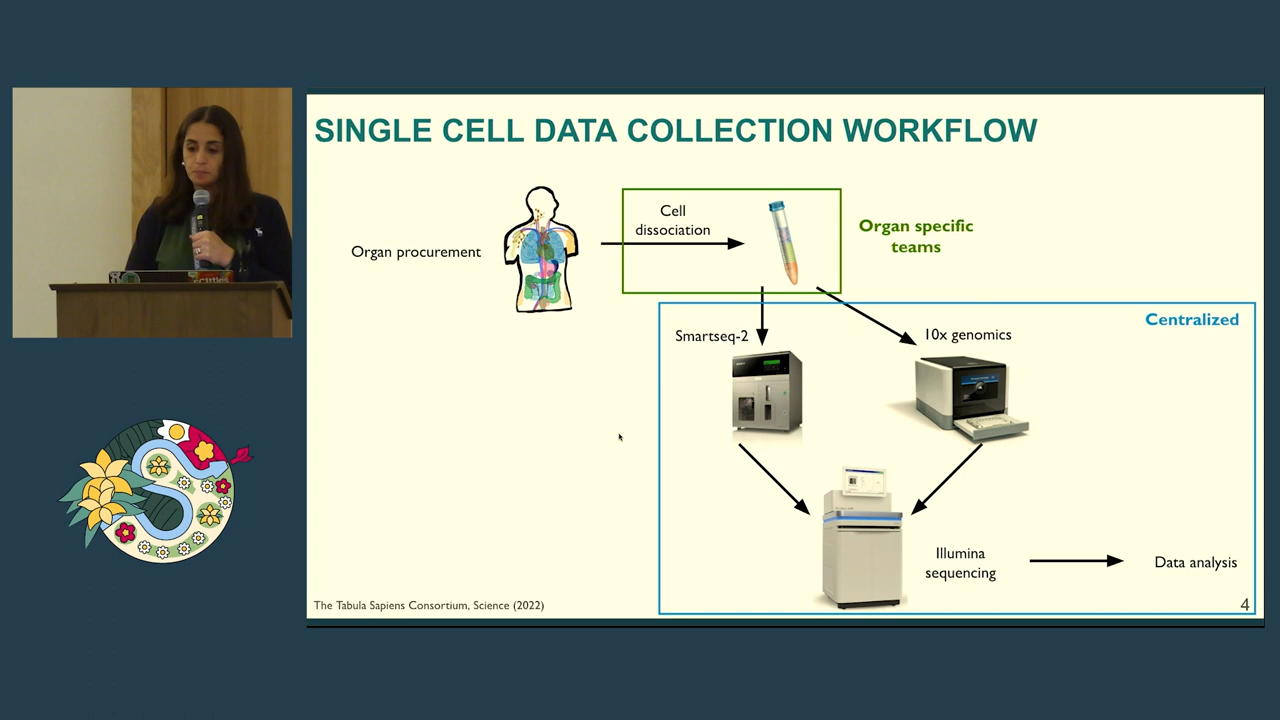 SINGLE CELL DATA COLLECTION WORKFLOW
Organ procurement
Cell
dissociation
Organ specific
teams
Centralized
Smartseq-2
10x genomics
Illumina
sequencing
Data analysis
The Tabula Sapiens Consortium, Science (2022)
4